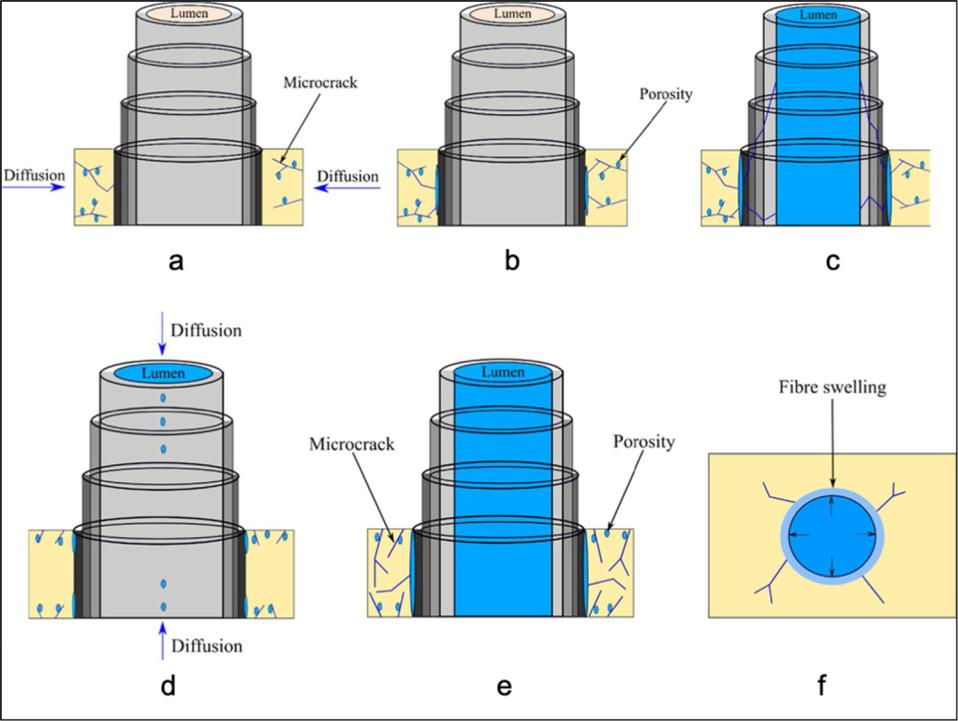 Lumen
Microcrack
Diffusion
a
Lumen
Porosity
Diffusion
b
Lumen
c
Diffusion
Lumen
Diffusion
d
Lumen
Microcrack
Porosity
e
Fibre swelling
f